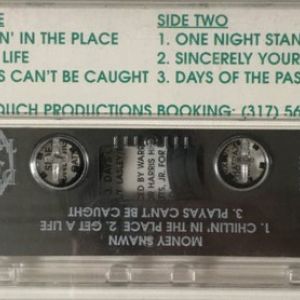 E SIDE TWO
IN' IN THE PLACE 1. ONE NIGHT STAN
LIFE 2. SINCERELY YOUR
S CAN'T BE CAUGHT 3. DAYS OF THE PAS
OUCH PRODUCTIONS BOOKING: (317) 56
MONEY SHAWN
1. CHILLIN' IN THE PLACE 2. GET A LIFE
3. PLAYAS CAN'T BE CAUGHT